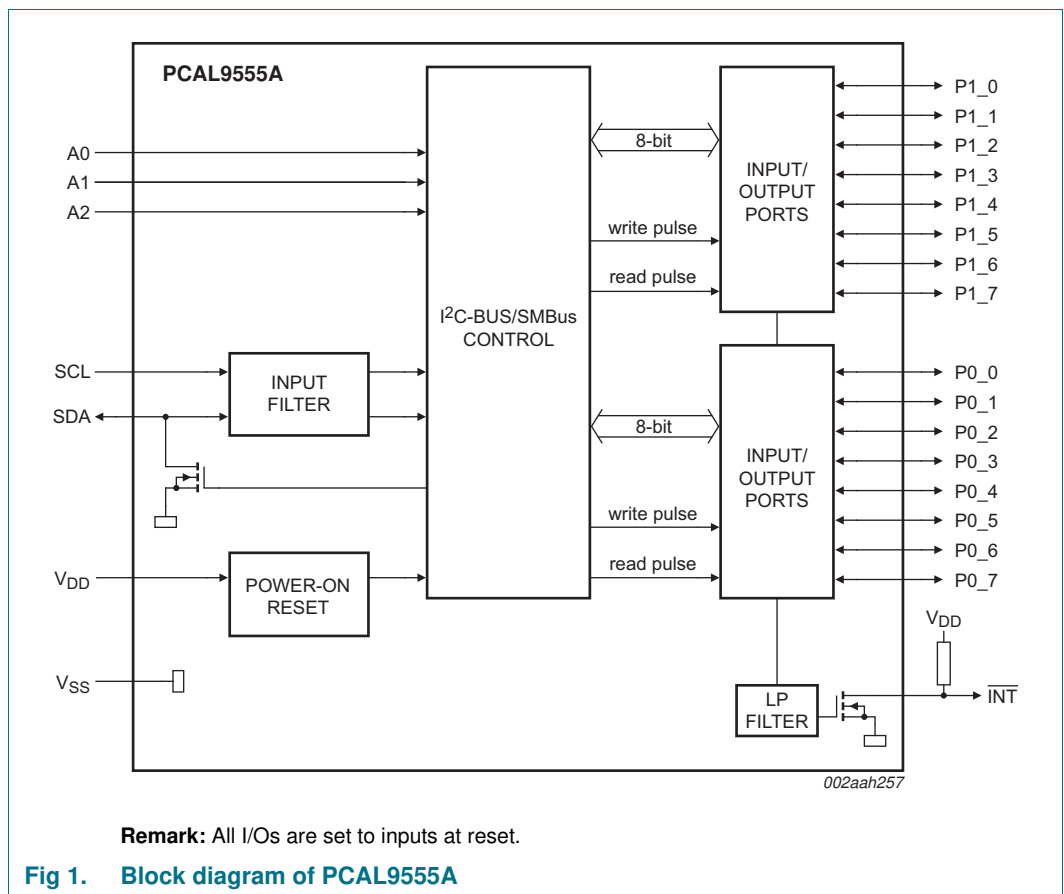 PCAL9555A
A0
A1
A2
SCL
SDA
VDD
VSS
INPUT
FILTER
POWER-ON
RESET
I2C-BUS/SMBus
CONTROL
8-bit
write pulse
read pulse
8-bit
write pulse
read pulse
INPUT/
OUTPUT
PORTS
INPUT/
OUTPUT
PORTS
LP
FILTER
P1_0
P1_1
P1_2
P1_3
P1_4
P1_5
P1_6
P1_7
P0_0
P0_1
P0_2
P0_3
P0_4
P0_5
P0_6
P0_7
VDD
INT
002aah257
Remark: All I/Os are set to inputs at reset.
Fig 1. Block diagram of PCAL9555A